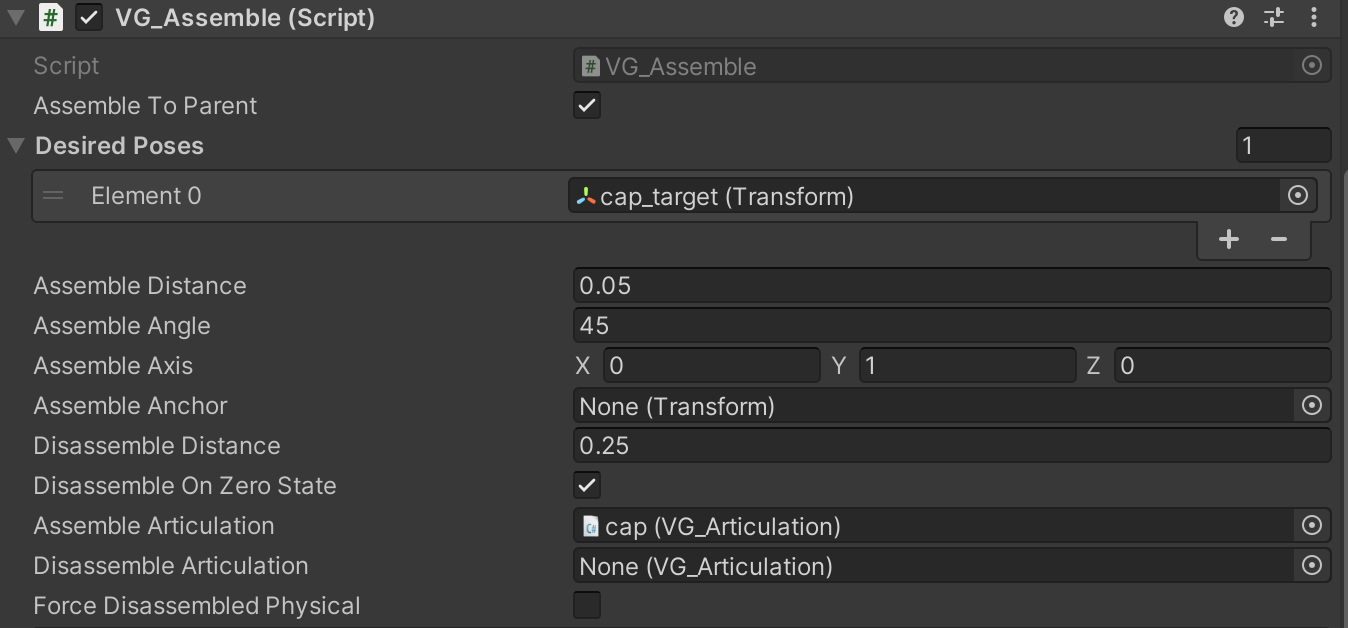 VG_Assemble (Script)
Script VG_Assemble
Assemble To Parent
Desired Poses 1
Element 0 cap_target (Transform)
Assemble Distance 0.05
Assemble Angle 45
Assemble Axis X 0 Y 1 Z 0
Assemble Anchor None (Transform)
Disassemble Distance 0.25
Disassemble On Zero State
Assemble Articulation cap (VG_Articulation)
Disassemble Articulation None (VG_Articulation)
Force Disassembled Physical